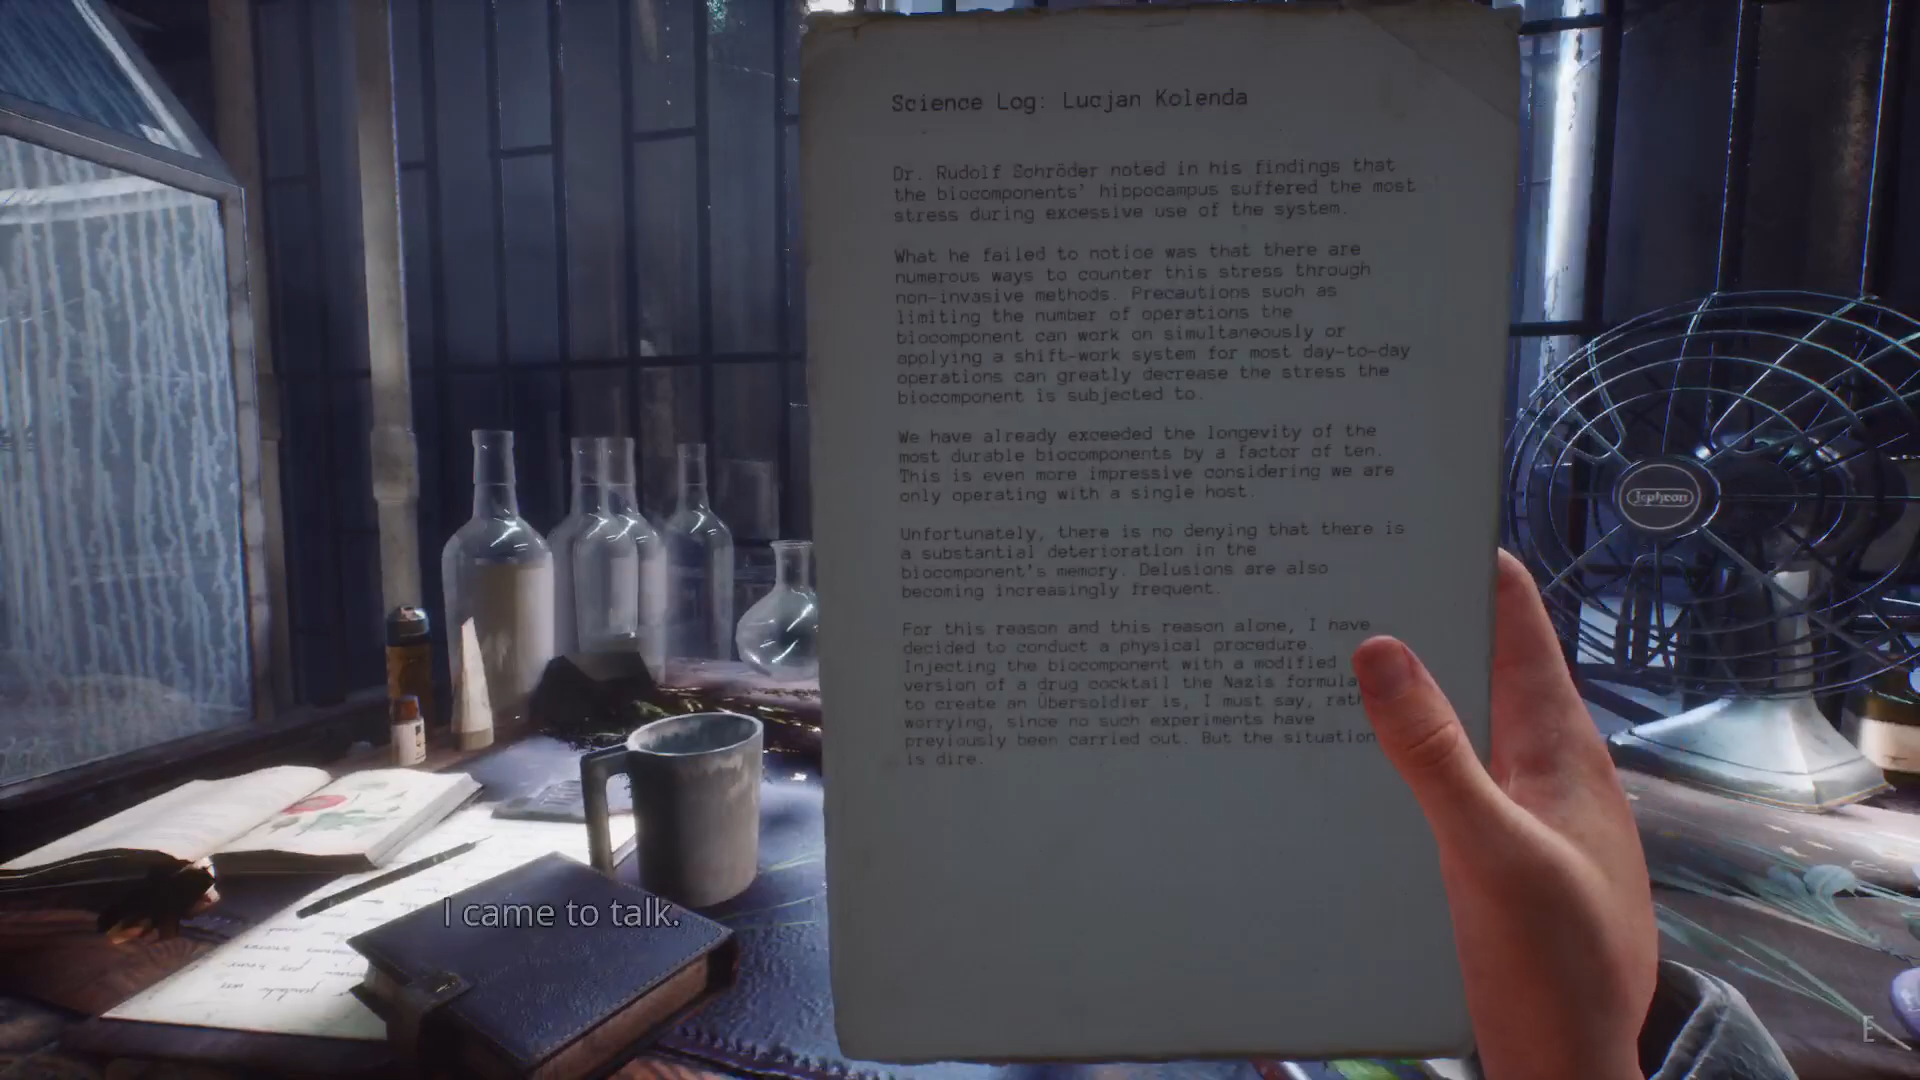 Science Log: Lucjan Kolenda
Dr. Rudolf Schröder noted in his findings that
the biocomponents' hippocampus suffered the most
stress during excessive use of the system.
What he failed to notice was that there are
numerous ways to counter this stress through
non-invasive methods. Precautions such as
limiting the number of operations the
biocomponent can work on simultaneously or
applying a shift-work system for most day-to-day
operations can greatly decrease the stress the
biocomponent is subjected to.
We have already exceeded the longevity of the
most durable biocomponents by a factor of ten.
This is even more impressive considering we are
only operating with a single host.
Unfortunately, there is no denying that there is
a substantial deterioration in the
biocomponent's memory. Delusions are also
becoming increasingly frequent.
For this reason and this reason alone, I have
decided to conduct a physical procedure.
Injecting the biocomponent with a modified
version of a drug cocktail the Nazis
to create an Übersoldier is, I must say,
worrying, since no such experiments have
previously been carried out. But the situation
is dire.
I came to talk.
E